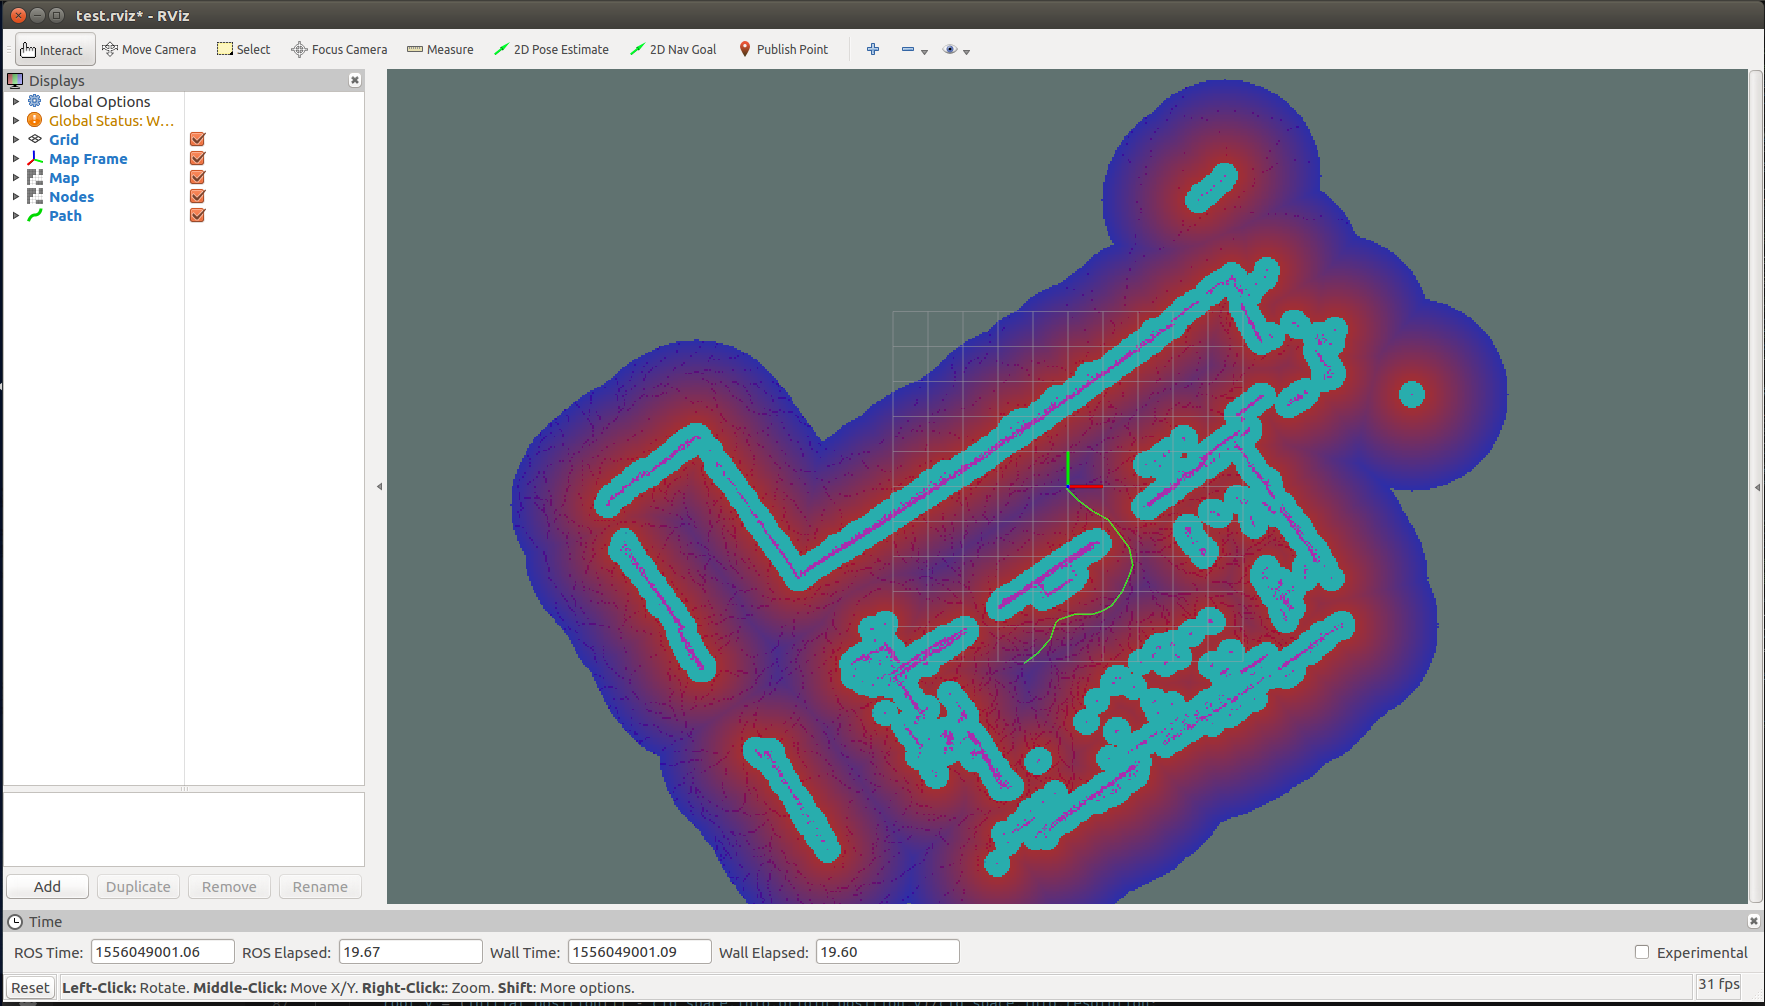 test.rviz* - RViz
Interact Move Camera Select Focus Camera Measure 2D Pose Estimate 2D Nav Goal Publish Point
Displays
Global Options
Global Status: W...
Grid
Map Frame
Map
Nodes
Path
Add Duplicate Remove Rename
Time
ROS Time: 1556049001.06 ROS Elapsed: 19.67 Wall Time: 1556049001.09 Wall Elapsed: 19.60 Experimental
Reset Left-Click: Rotate. Middle-Click: Move X/Y. Right-Click:: Zoom. Shift: More options. 31 fps